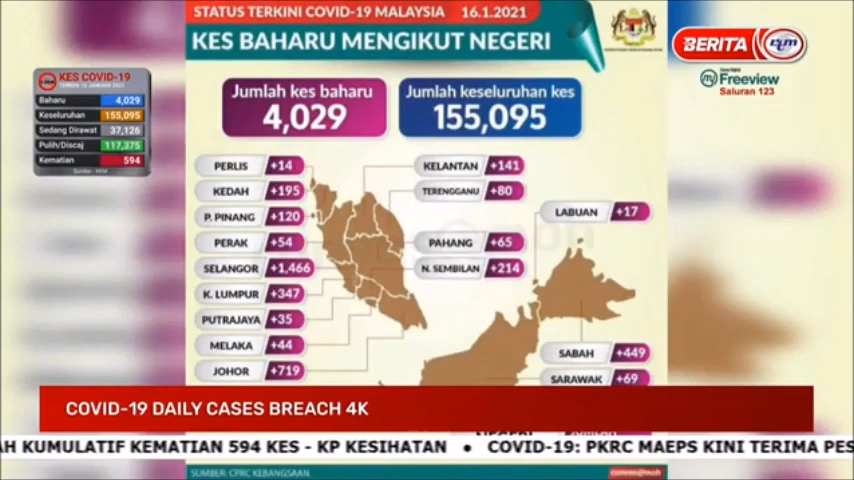 STATUS TERKINI COVID-19 MALAYSIA 16.1.2021
KES BAHARU MENGIKUT NEGERI
BERITA
Freeview
Saluran 123
KES COVID-19
Baharu 4,029
Keseluruhan 155,095
Sedang Dirawat 37,126
Pulih/Discaj 117,375
Kematian 594
Sumber : KKM
Jumlah kes baharu
4,029
Jumlah keseluruhan kes
155,095
PERLIS +14
KEDAH +195
P. PINANG +120
PERAK +54
SELANGOR +1,466
K. LUMPUR +347
PUTRAJAYA +35
MELAKA +44
JOHOR +719
KELANTAN +141
TERENGGANU +80
PAHANG +65
N. SEMBILAN +214
LABUAN +17
SABAH +449
SARAWAK +69
COVID-19 DAILY CASES BREACH 4K
AH KUMULATIF KEMATIAN 594 KES - KP KESIHATAN • COVID-19: PKRC MAEPS KINI TERIMA PES
SUMBER: CPRC KEBANGSAAN